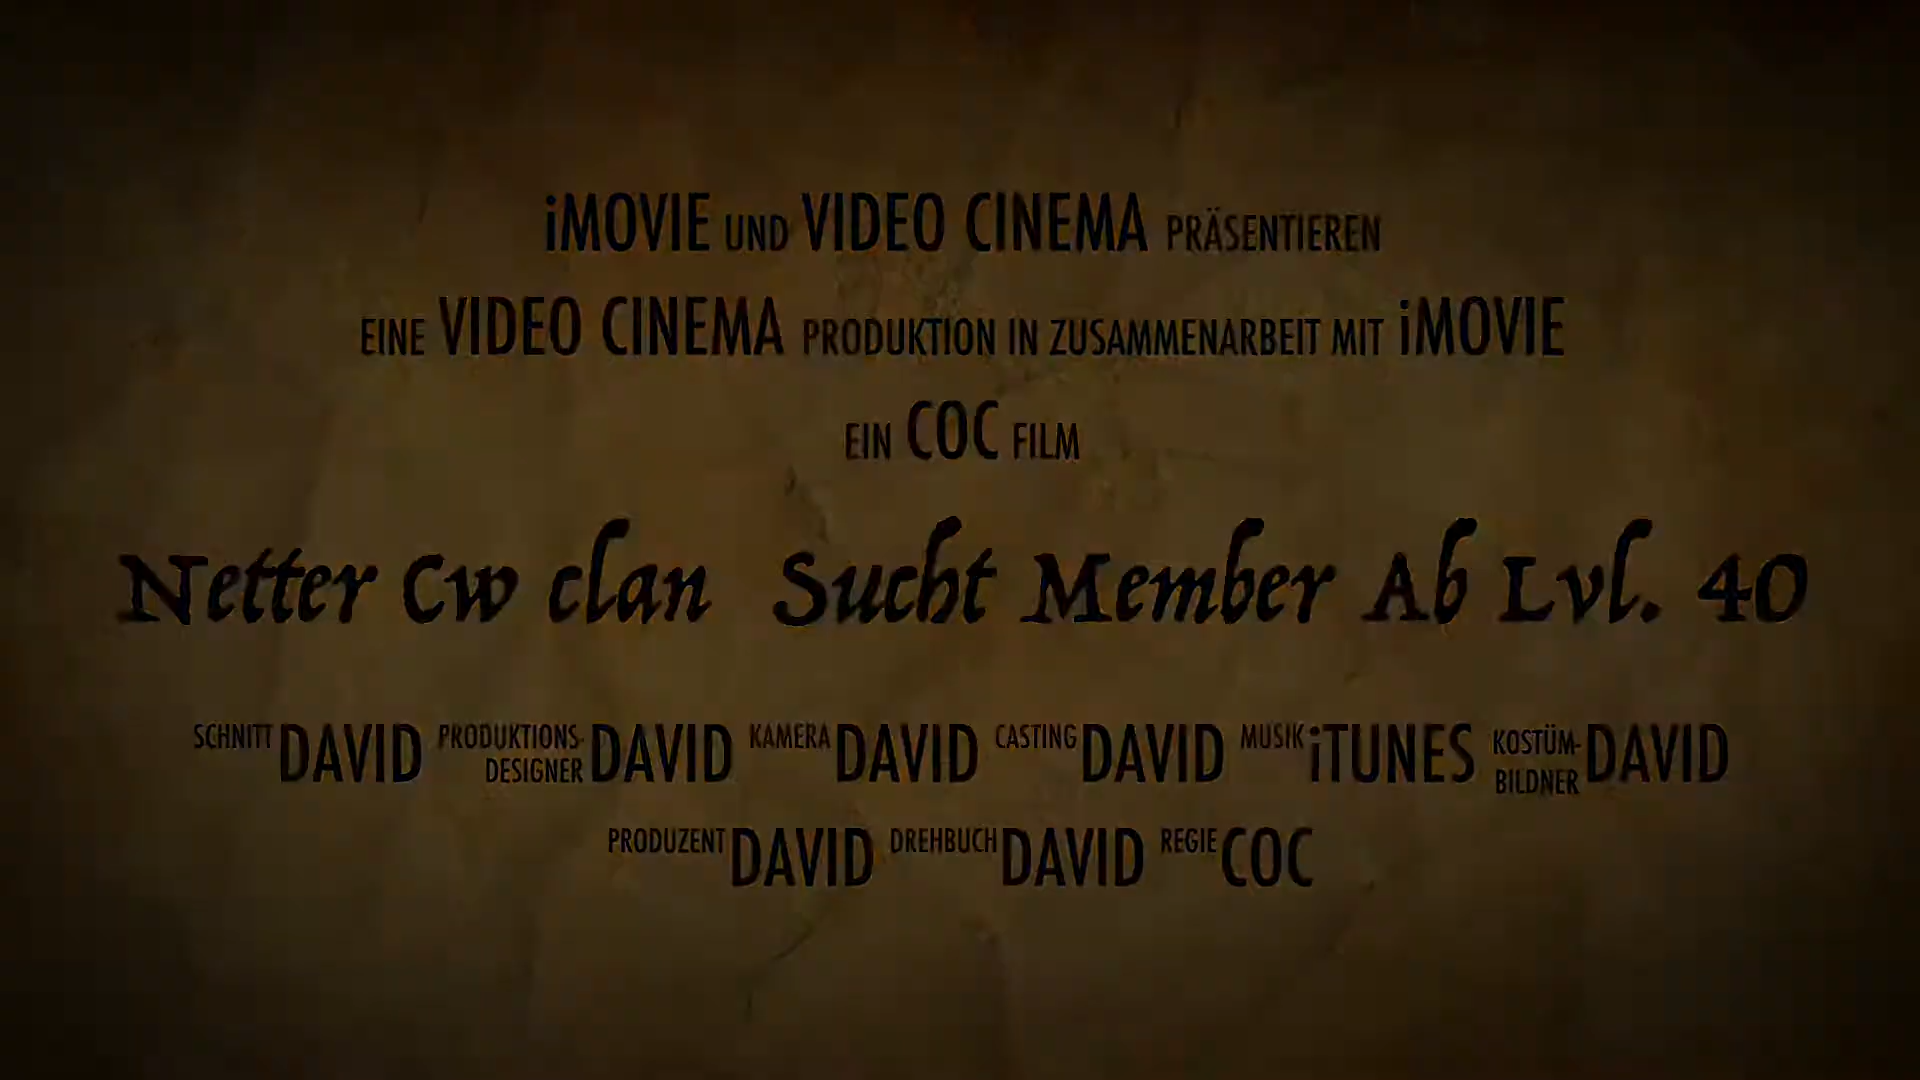 iMOVIE UND VIDEO CINEMA PRÄSENTIEREN
EINE VIDEO CINEMA PRODUKTION IN ZUSAMMENARBEIT MIT iMOVIE
EIN COC FILM
Netter Cw clan Sucht Member Ab Lvl. 40
SCHNITT DAVID PRODUKTIONS-DESIGNER DAVID KAMERA DAVID CASTING DAVID MUSIK iTUNES KOSTÜM-BILDNER DAVID
PRODUZENT DAVID DREHBUCH DAVID REGIE COC